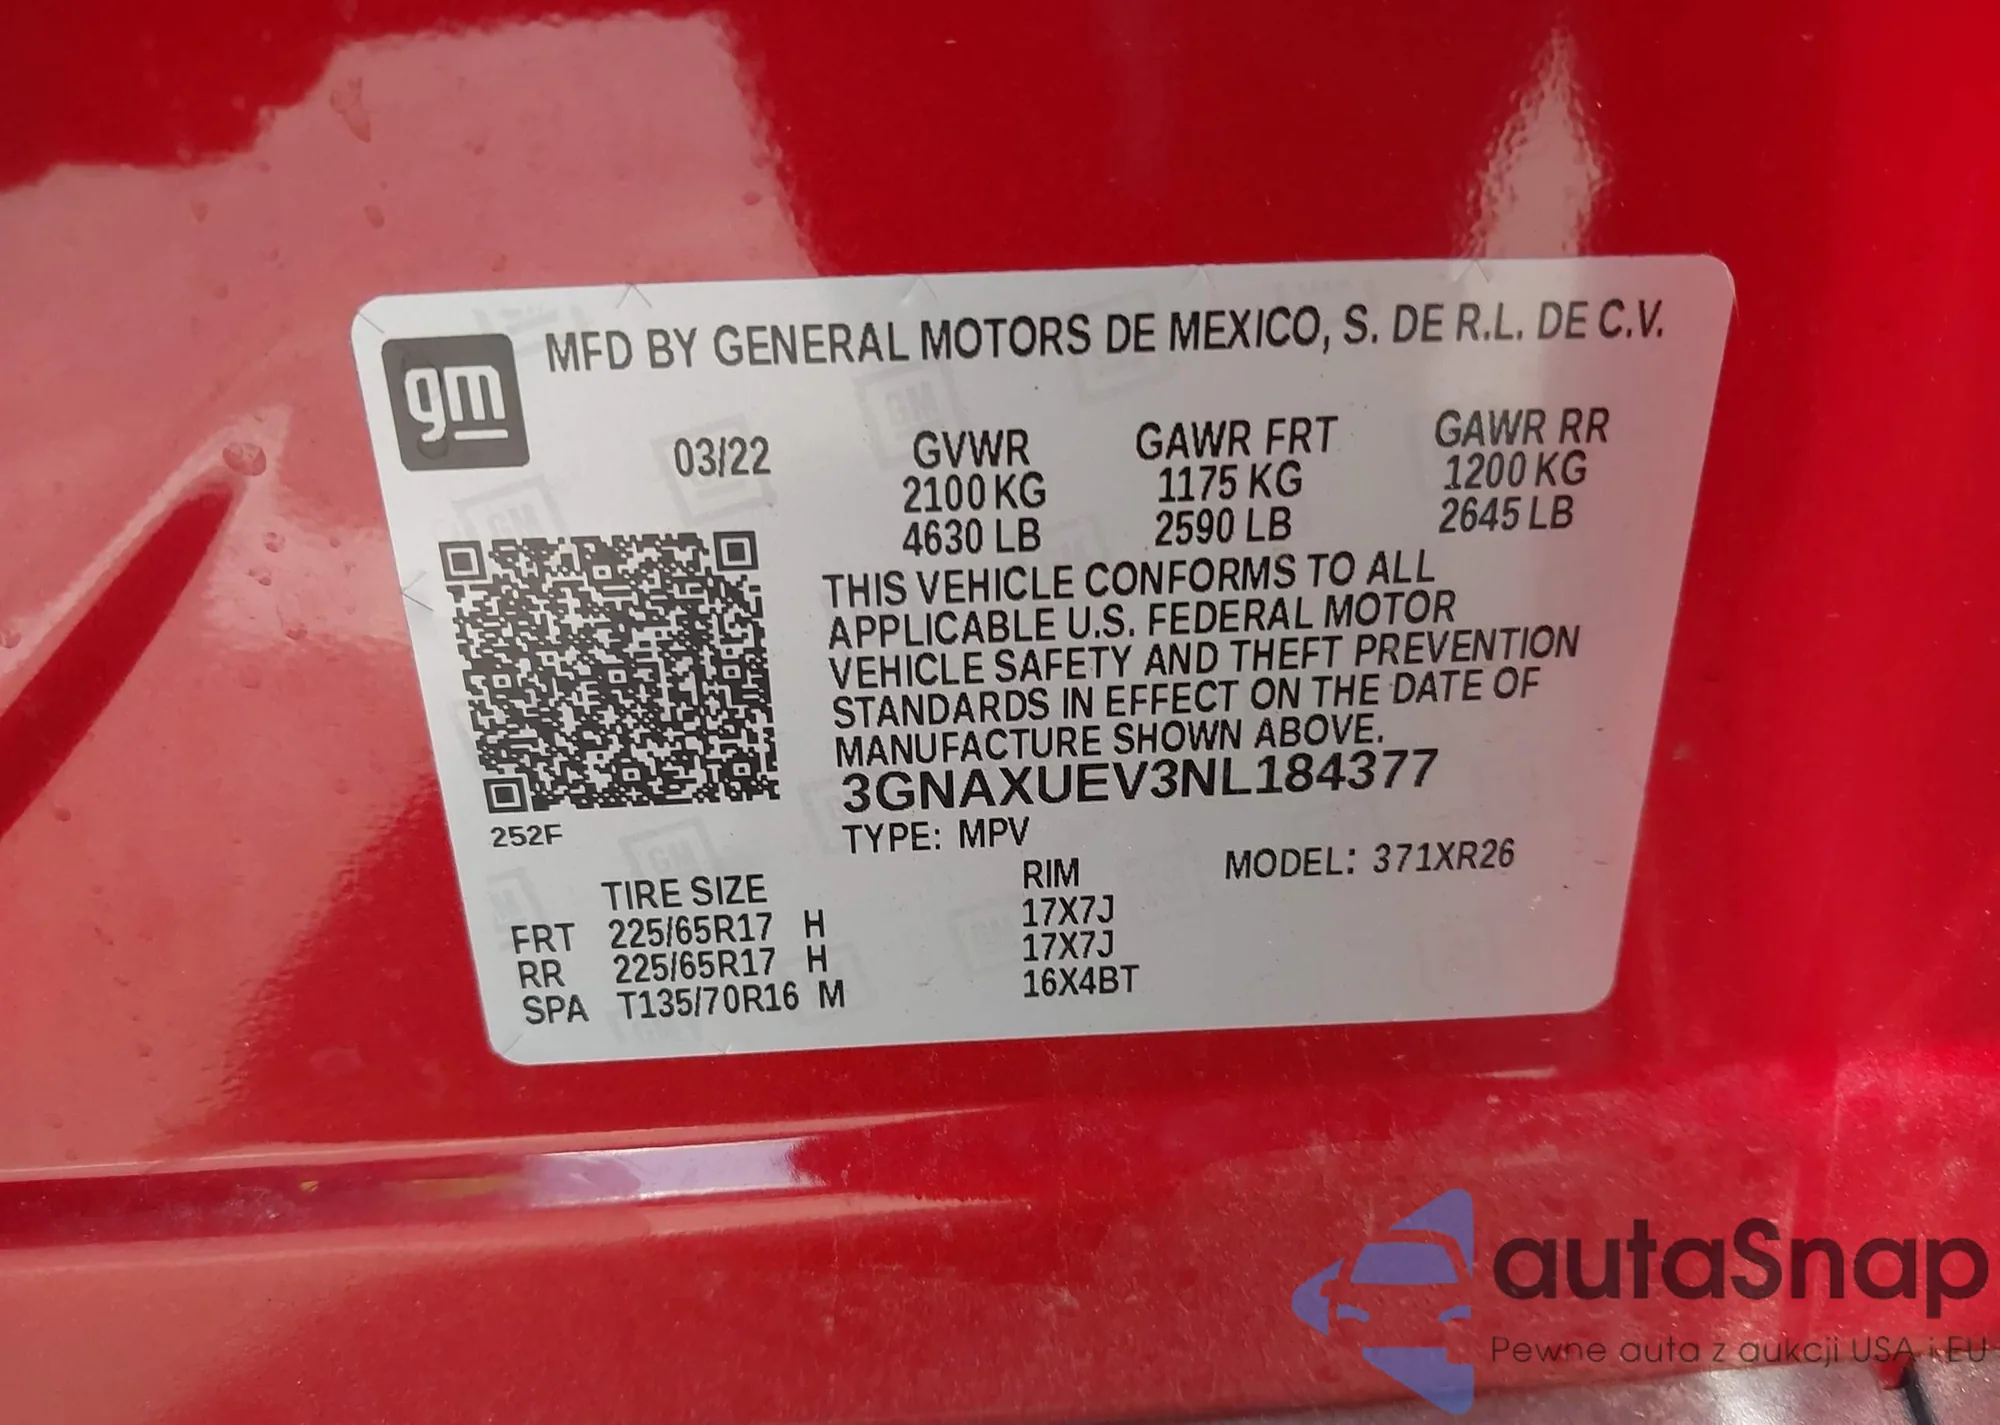 gm
MFD BY GENERAL MOTORS DE MEXICO, S. DE R.L. DE C.V.
03/22
GVWR GAWR FRT GAWR RR
2100 KG 1175 KG 1200 KG
4630 LB 2590 LB 2645 LB
THIS VEHICLE CONFORMS TO ALL
APPLICABLE U.S. FEDERAL MOTOR
VEHICLE SAFETY AND THEFT PREVENTION
STANDARDS IN EFFECT ON THE DATE OF
MANUFACTURE SHOWN ABOVE.
3GNAXUEV3NL184377
252F
TYPE: MPV
MODEL: 371XR26
TIRE SIZE RIM
FRT 225/65R17 H 17X7J
RR 225/65R17 H 17X7J
SPA T135/70R16 M 16X4BT
autaSnap
Pewne auta z aukcji USA i EU